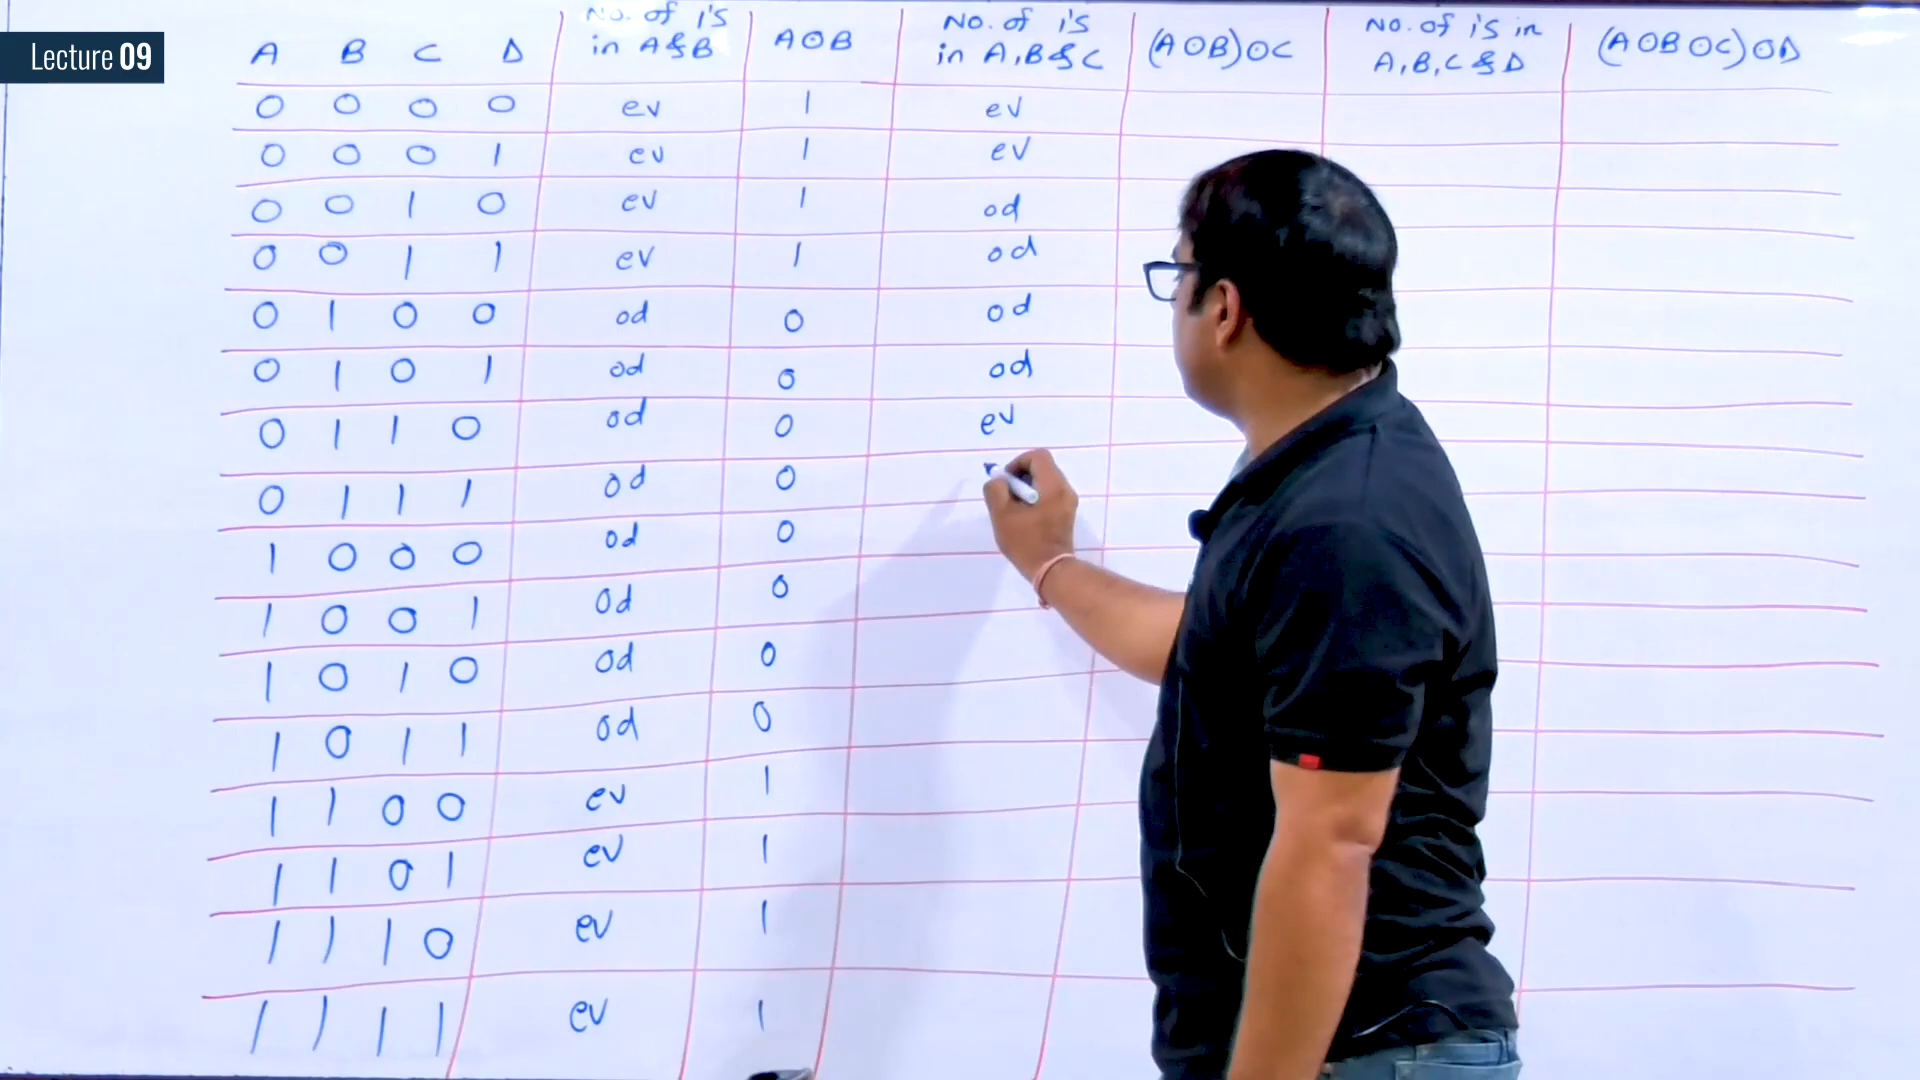 Lecture 09
A B C D No. of 1's in A&B A⊙B No. of 1's in A,B&C (A⊙B)⊙C No. of 1's in A,B,C&D (A⊙B⊙C)⊙D
0 0 0 0 ev 1 ev
0 0 0 1 ev 1 ev
0 0 1 0 ev 1 od
0 0 1 1 ev 1 od
0 1 0 0 od 0 od
0 1 0 1 od 0 od
0 1 1 0 od 0 ev
0 1 1 1 od 0
1 0 0 0 od 0
1 0 0 1 od 0
1 0 1 0 od 0
1 0 1 1 od 0
1 1 0 0 ev 1
1 1 0 1 ev 1
1 1 1 0 ev 1
1 1 1 1 ev 1